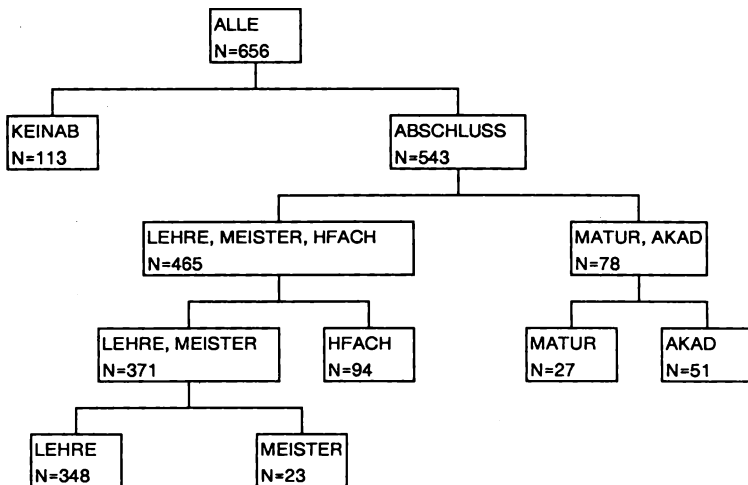 ALLE
N=656
KEINAB
N=113
ABSCHLUSS
N=543
LEHRE, MEISTER, HFACH
N=465
MATUR, AKAD
N=78
LEHRE, MEISTER
N=371
HFACH
N=94
MATUR
N=27
AKAD
N=51
LEHRE
N=348
MEISTER
N=23